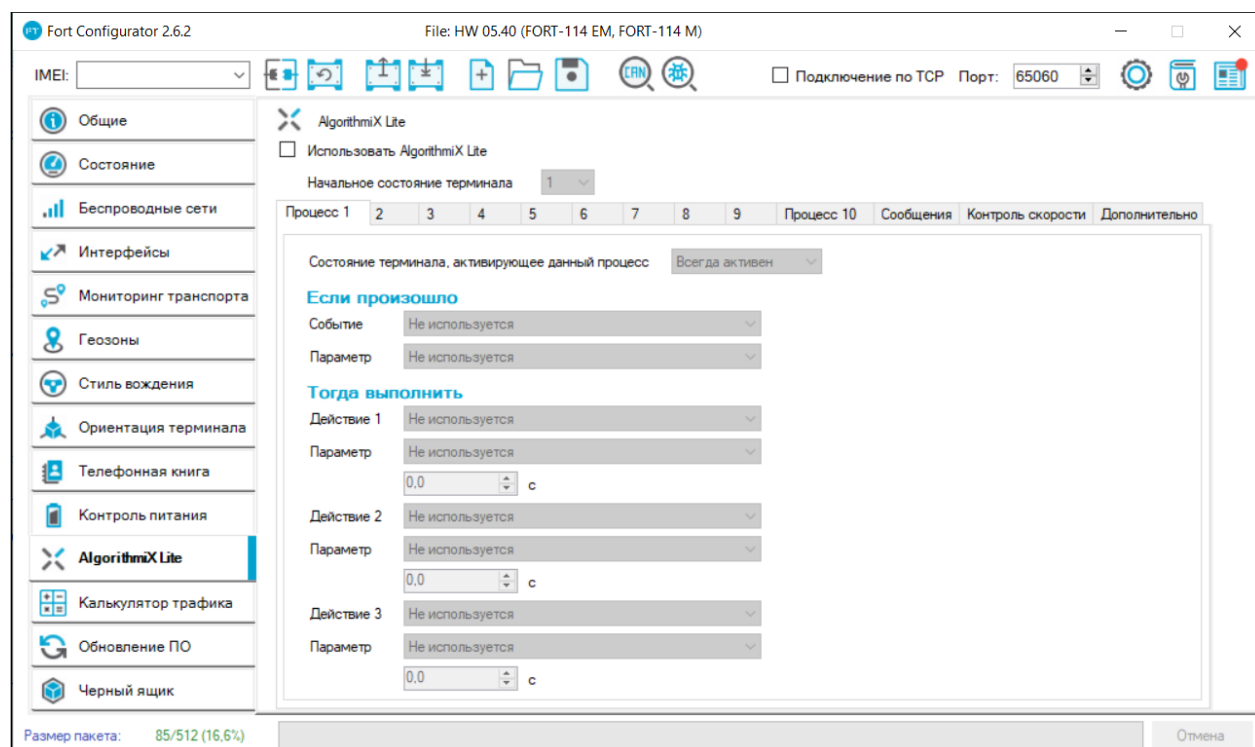 FT Fort Configurator 2.6.2 File: HW 05.40 (FORT-114 EM, FORT-114 M)
IMEI: CAN Подключение по TCP Порт: 65060
Общие
Состояние
Беспроводные сети
Интерфейсы
Мониторинг транспорта
Геозоны
Стиль вождения
Ориентация терминала
Телефонная книга
Контроль питания
AlgorithmiX Lite
Калькулятор трафика
Обновление ПО
Черный ящик
AlgorithmiX Lite
Использовать AlgorithmiX Lite
Начальное состояние терминала 1
Процесс 1 2 3 4 5 6 7 8 9 Процесс 10 Сообщения Контроль скорости Дополнительно
Состояние терминала, активирующее данный процесс Всегда активен
Если произошло
Событие Не используется
Параметр Не используется
Тогда выполнить
Действие 1 Не используется
Параметр Не используется
0,0 с
Действие 2 Не используется
Параметр Не используется
0,0 с
Действие 3 Не используется
Параметр Не используется
0,0 с
Размер пакета: 85/512 (16,6%) Отмена